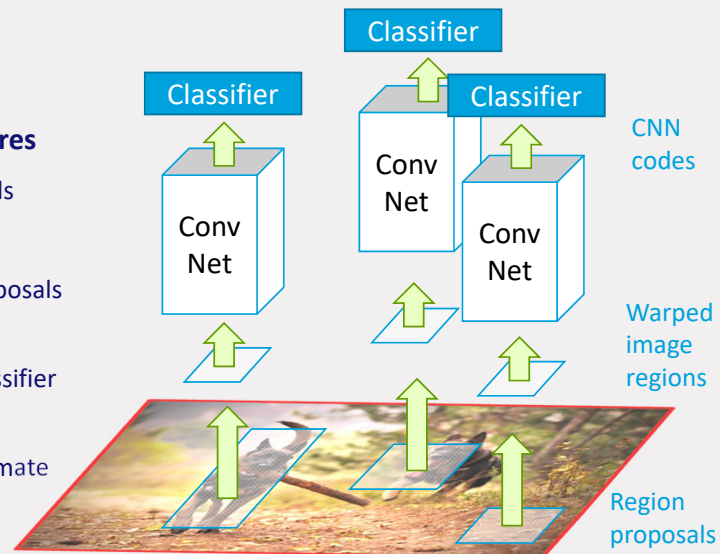 Classifier
Classifier
Classifier
res
ls
posals
ssifier
mate
Conv
Net
Conv
Net
Conv
Net
CNN
codes
Warped
image
regions
Region
proposals